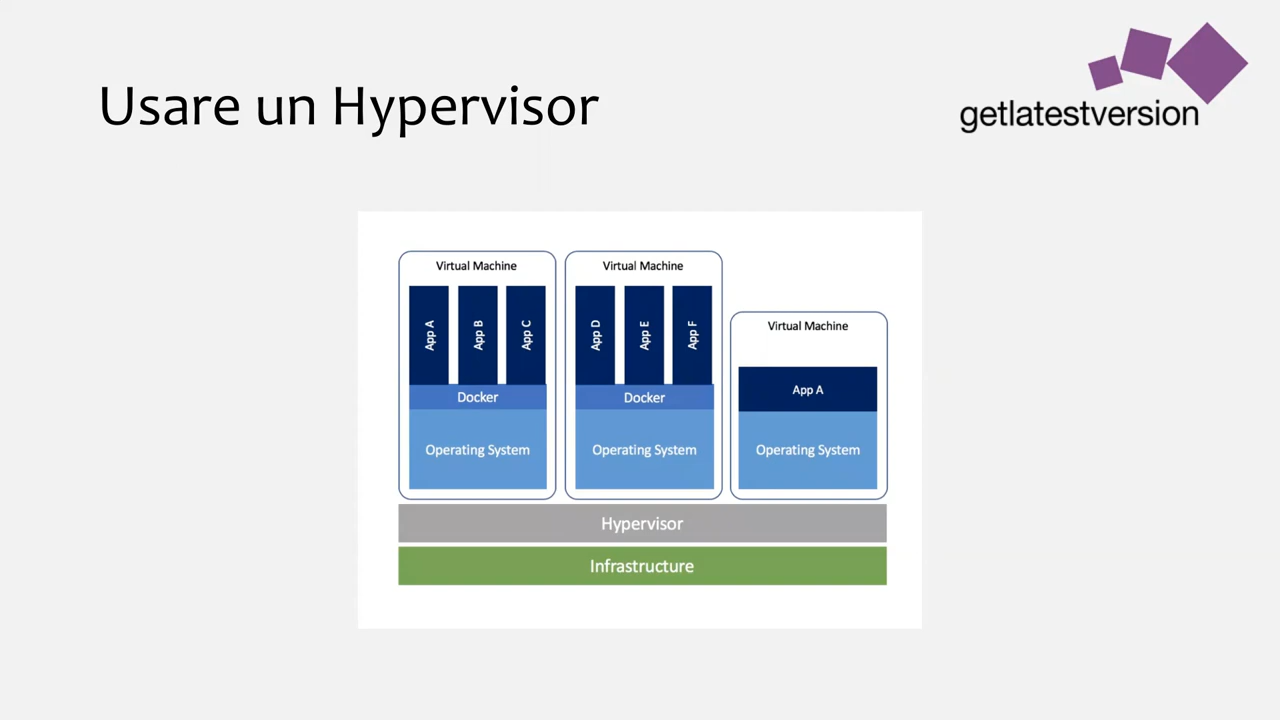 Usare un Hypervisor
getlatestversion
Virtual Machine
App A
App B
App C
Docker
Operating System
Virtual Machine
App D
App E
App F
Docker
Operating System
Virtual Machine
App A
Operating System
Hypervisor
Infrastructure